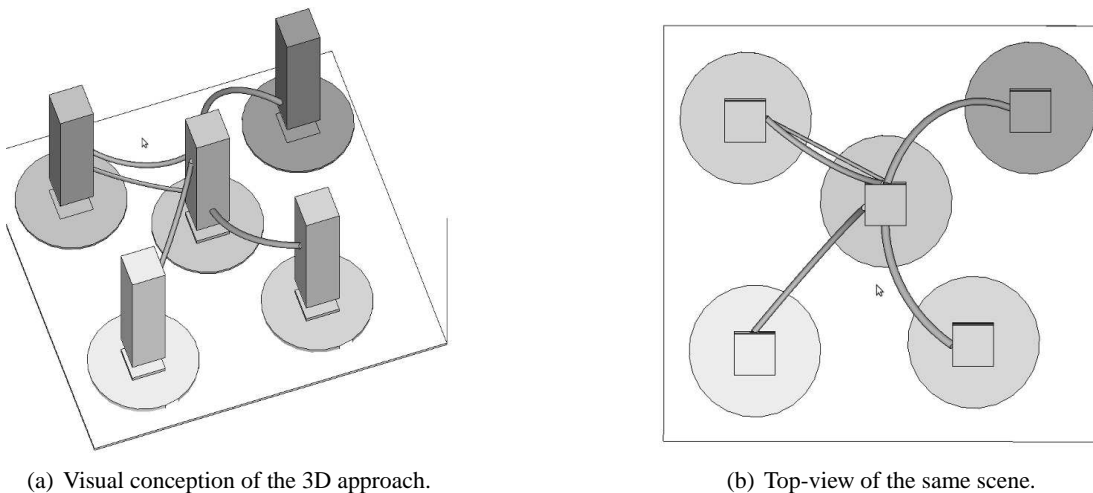 (a) Visual conception of the 3D approach.
(b) Top-view of the same scene.